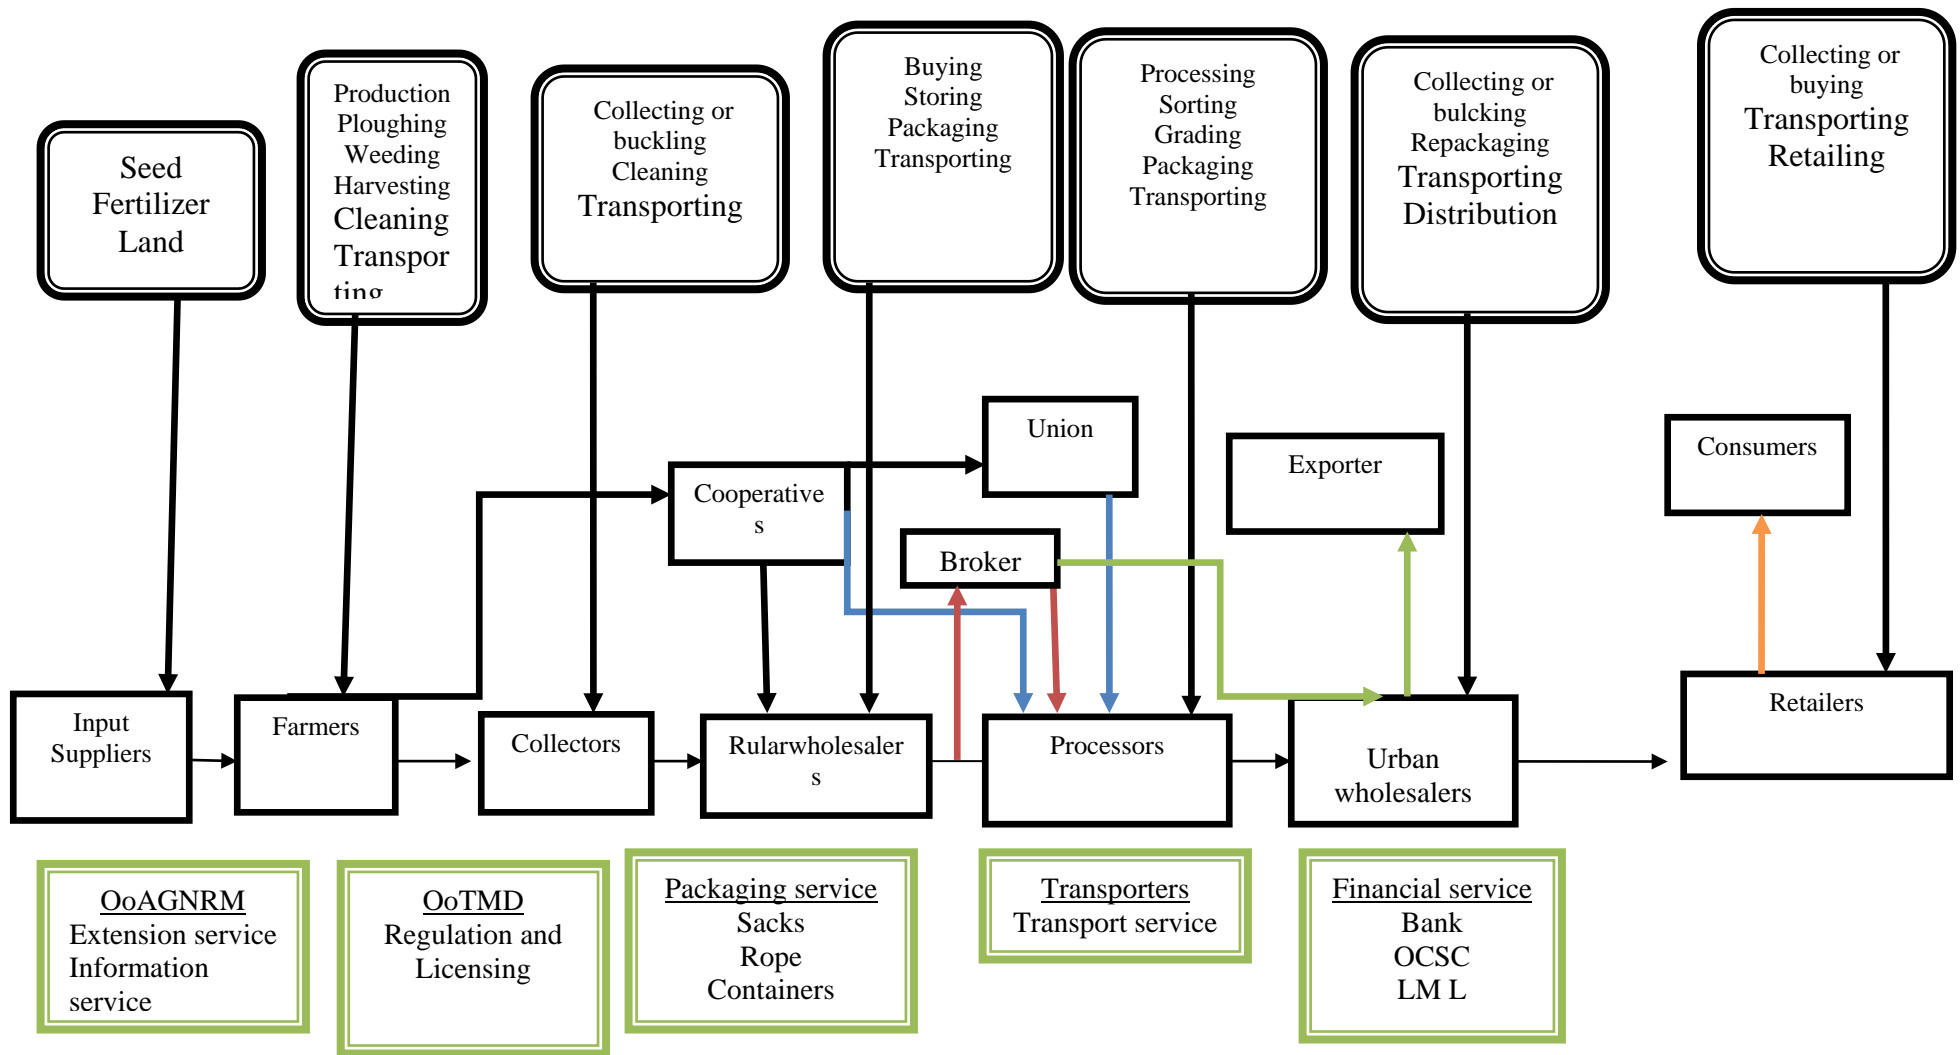 Seed
Fertilizer
Land
Production
Ploughing
Weeding
Harvesting
Cleaning
Transpor
ting
Collecting or
buckling
Cleaning
Transporting
Buying
Storing
Packaging
Transporting
Processing
Sorting
Grading
Packaging
Transporting
Collecting or
bulcking
Repackaging
Transporting
Distribution
Collecting or
buying
Transporting
Retailing
Union
Exporter
Consumers
Cooperative
s
Broker
Input
Suppliers
Farmers
Collectors
Rularwholesaler
s
Processors
Urban
wholesalers
Retailers
OoAGNRM
Extension service
Information
service
OoTMD
Regulation and
Licensing
Packaging service
Sacks
Rope
Containers
Transporters
Transport service
Financial service
Bank
OCSC
LM L